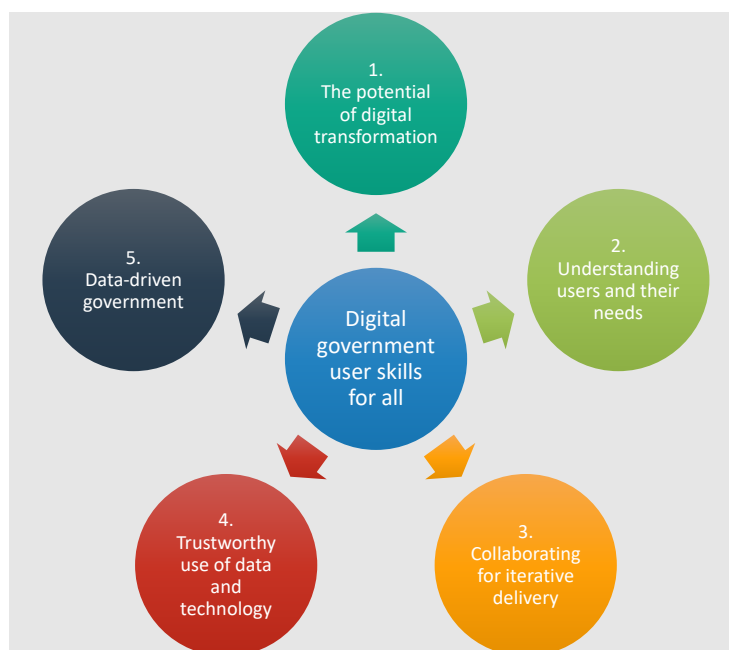 1.
The potential
of digital
transformation
2.
Understanding
users and their
needs
3.
Collaborating
for iterative
delivery
4.
Trustworthy
use of data
and
technology
5.
Data-driven
government
Digital
government
user skills
for all